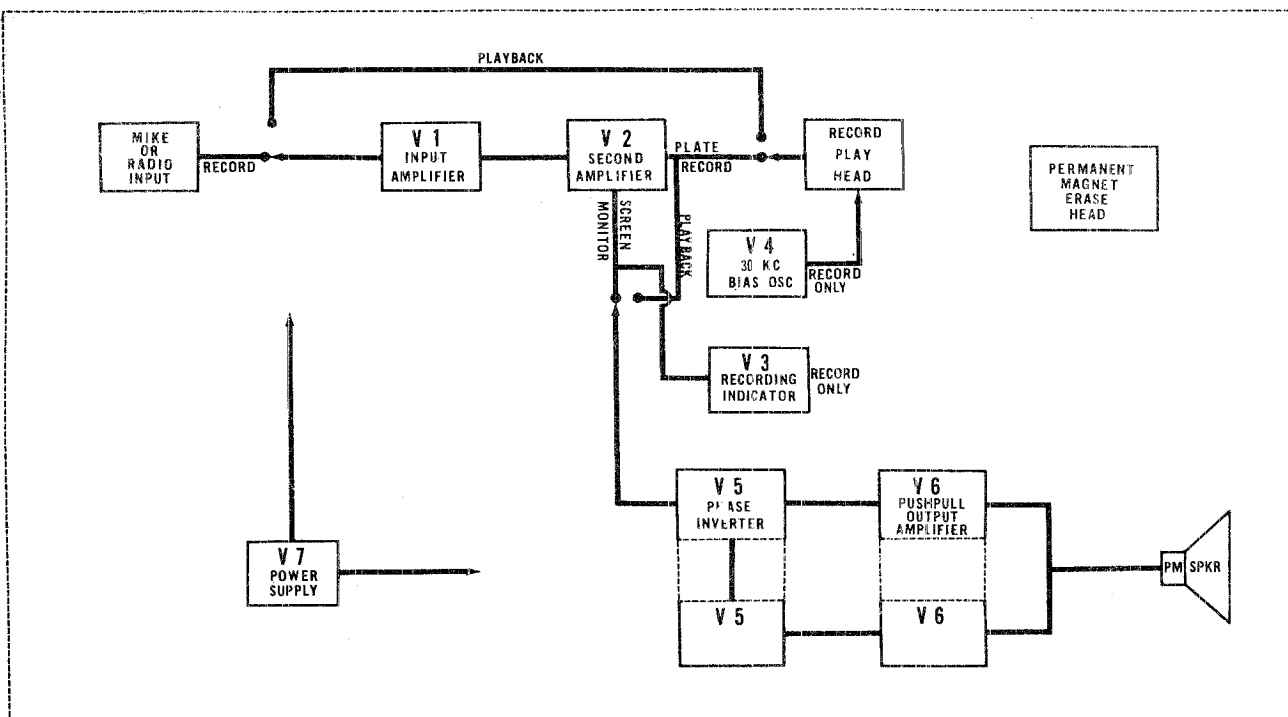 PLAYBACK
MIKE
OR
RADIO
INPUT
RECORD
V 1
INPUT
AMPLIFIER
V 2
SECOND
AMPLIFIER
PLATE
RECORD
RECORD
PLAY
HEAD
PERMANENT
MAGNET
ERASE
HEAD
SCREEN
MONITOR
PLAYBACK
V 4
30 KC
BIAS OSC
RECORD
ONLY
V 3
RECORDING
INDICATOR
RECORD
ONLY
V 5
PHASE
INVERTER
V 6
PUSHPULL
OUTPUT
AMPLIFIER
V 7
POWER
SUPPLY
PM SPKR
V 5
V 6